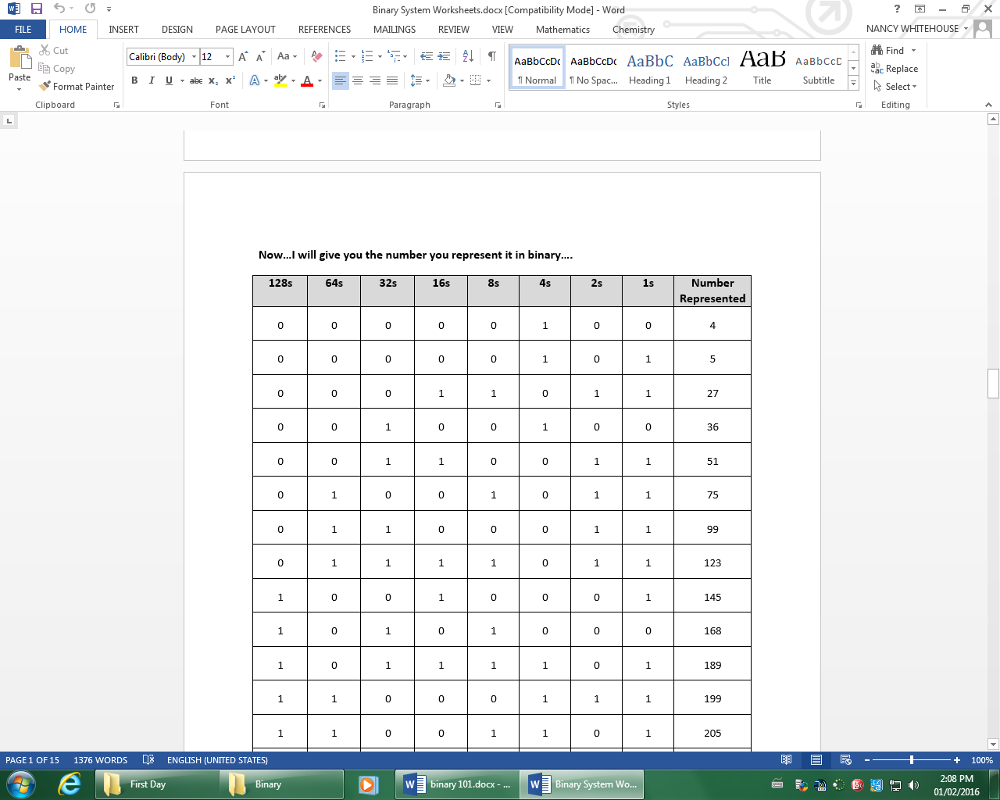 Binary System Worksheets.docx [Compatibility Mode] - Word
FILE HOME INSERT DESIGN PAGE LAYOUT REFERENCES MAILINGS REVIEW VIEW Mathematics Chemistry NANCY WHITEHOUSE
Paste
Cut
Copy
Format Painter
Clipboard
Calibri (Body) 12
Font
Paragraph
AaBbCcDc AaBbCcDc AaBbC AaBbCcI AaB AaBbCcD
¶ Normal ¶ No Spac... Heading 1 Heading 2 Title Subtitle
Styles
Find
Replace
Select
Editing
Now...I will give you the number you represent it in binary....
128s 64s 32s 16s 8s 4s 2s 1s Number
Represented
0 0 0 0 0 1 0 0 4
0 0 0 0 0 1 0 1 5
0 0 0 1 1 0 1 1 27
0 0 1 0 0 1 0 0 36
0 0 1 1 0 0 1 1 51
0 1 0 0 1 0 1 1 75
0 1 1 0 0 0 1 1 99
0 1 1 1 1 0 1 1 123
1 0 0 1 0 0 0 1 145
1 0 1 0 1 0 0 0 168
1 0 1 1 1 1 0 1 189
1 1 0 0 0 1 1 1 199
1 1 0 0 1 1 0 1 205
PAGE 1 OF 15 1376 WORDS ENGLISH (UNITED STATES) 100%
First Day Binary binary 101.docx - ... Binary System Wo...
2:08 PM
01/02/2016